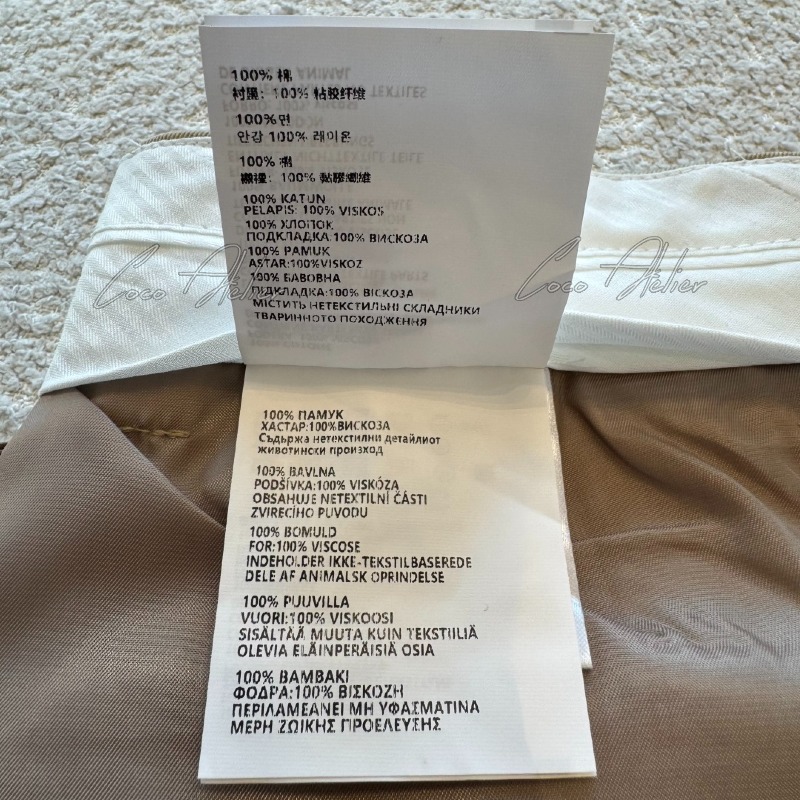 100% 棉
衬里: 100% 粘胶纤维
100%면
안감 100% 레이온
100% 棉
襯裡: 100% 黏膠纖維
100% KATUN
PELAPIS: 100% VISKOS
100% ХЛОПОК
ПОДКЛАДКА:100% ВИСКОЗА
100% PAMUK
ASTAR:100%VISKOZ
100% БАВОВНА
ПІДКЛАДКА:100% ВІСКОЗА
МІСТИТЬ НЕТЕКСТИЛЬНІ СКЛАДНИКИ
ТВАРИННОГО ПОХОДЖЕННЯ
Coco Atelier
Coco Atelier
100% ПАМУК
ХАСТАР:100%ВИСКОЗА
Съдържа нетекстилни детайлиот
животински произход
100% BAVLNA
PODŠÍVKA:100% VISKÓZA
OBSAHUJE NETEXTILNÍ ČÁSTI
ZVIRECÍHO PUVODU
100% BOMULD
FOR:100% VISCOSE
INDEHOLDER IKKE-TEKSTILBASEREDE
DELE AF ANIMALSK OPRINDELSE
100% PUUVILLA
VUORI:100% VISKOOSI
SISÄLTÄÄ MUUTA KUIN TEKSTIILIÄ
OLEVIA ELÄINPERÄISIÄ OSIA
100% BAMBAKI
ΦΟΔΡΑ:100% ΒΙΣΚΟΖΗ
ΠΕΡΙΛΑΜΕΑΝΕΙ ΜΗ ΥΦΑΣΜΑΤΙΝΑ
ΜΕΡΗ ΖΩΙΚΗΣ ΠΡΟΕΛΕΥΣΗΣ